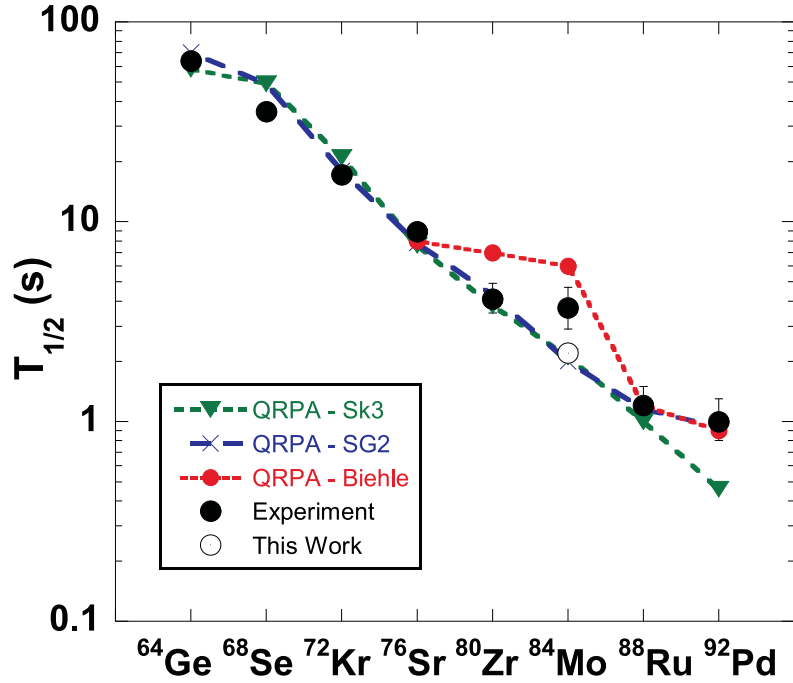 100
10
1
0.1
T1/2 (s)
QRPA - Sk3
QRPA - SG2
QRPA - Biehle
Experiment
This Work
64Ge 68Se 72Kr 76Sr 80Zr 84Mo 88Ru 92Pd